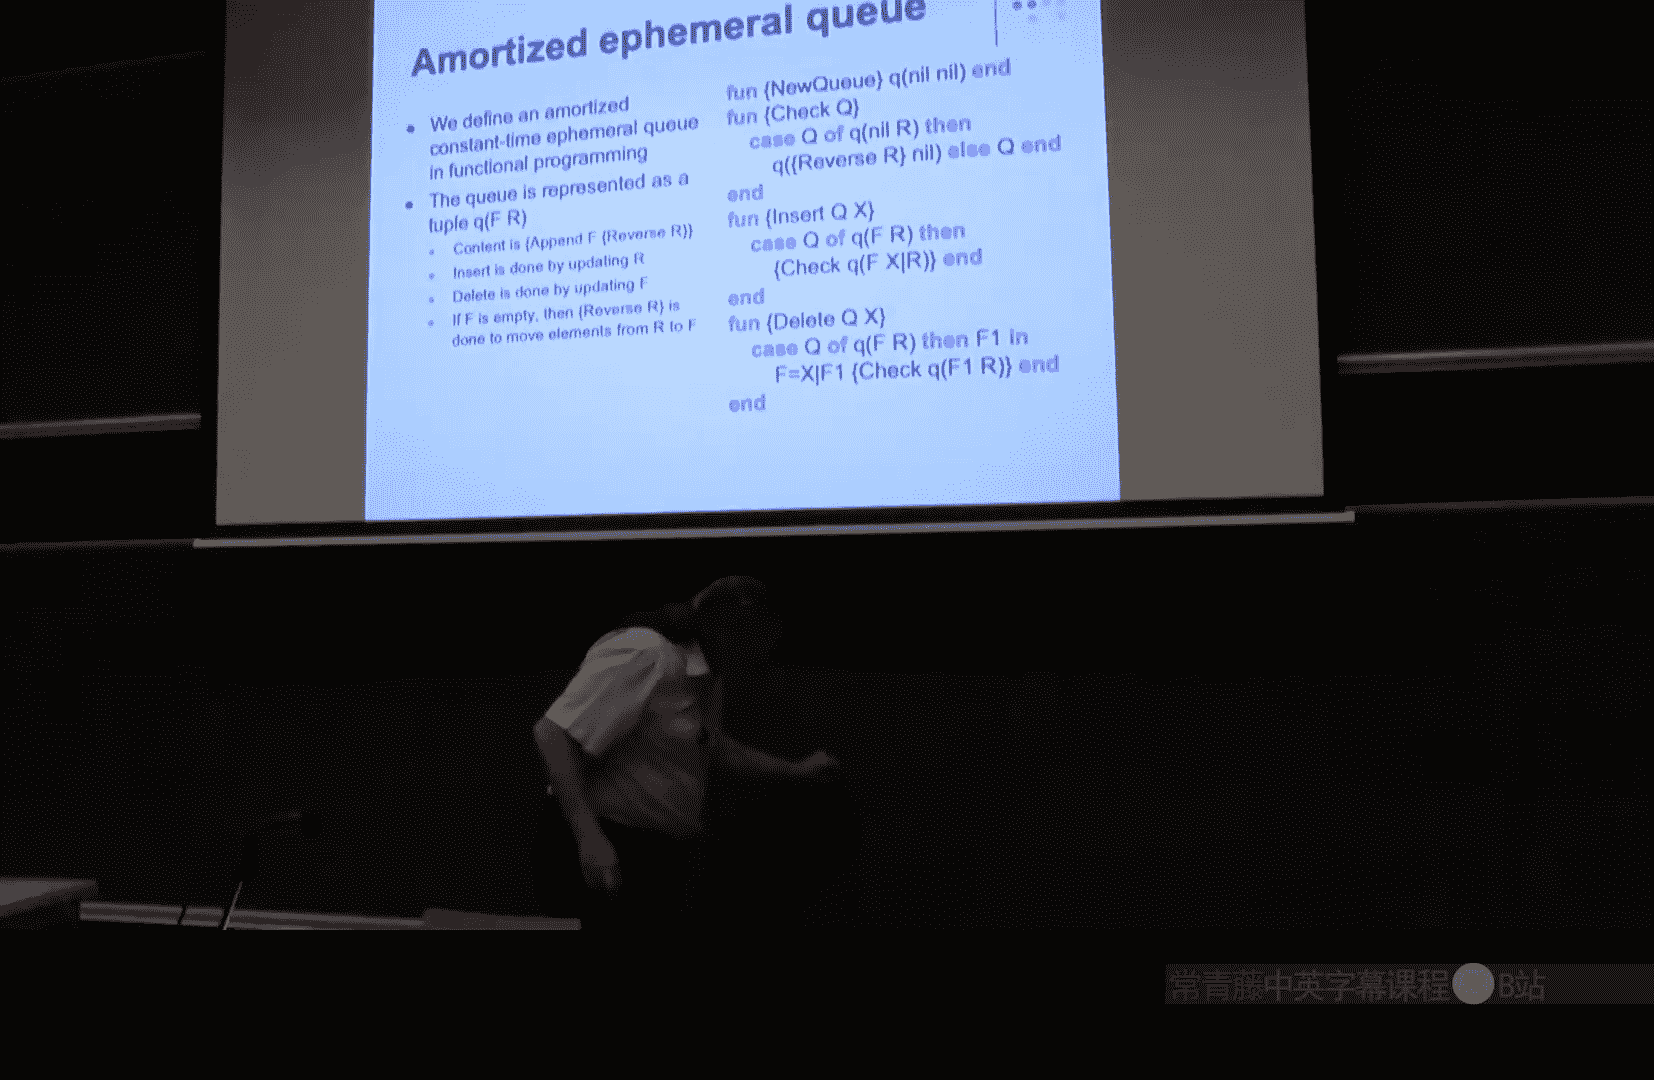 Amortized ephemeral queue
We define an amortized
constant-time ephemeral queue
in functional programming
The queue is represented as a
tuple q(F R)
Content is {Append F {Reverse R}}
Insert is done by updating R
Delete is done by updating F
If F is empty, then {Reverse R} is
done to move elements from R to F
fun {NewQueue} q(nil nil) end
fun {Check Q}
case Q of q(nil R) then
q({Reverse R} nil) else Q end
end
fun {Insert Q X}
case Q of q(F R) then
{Check q(F X|R)} end
end
fun {Delete Q X}
case Q of q(F R) then F1 in
F=X|F1 {Check q(F1 R)} end
end
常青藤中英字幕课程 B站